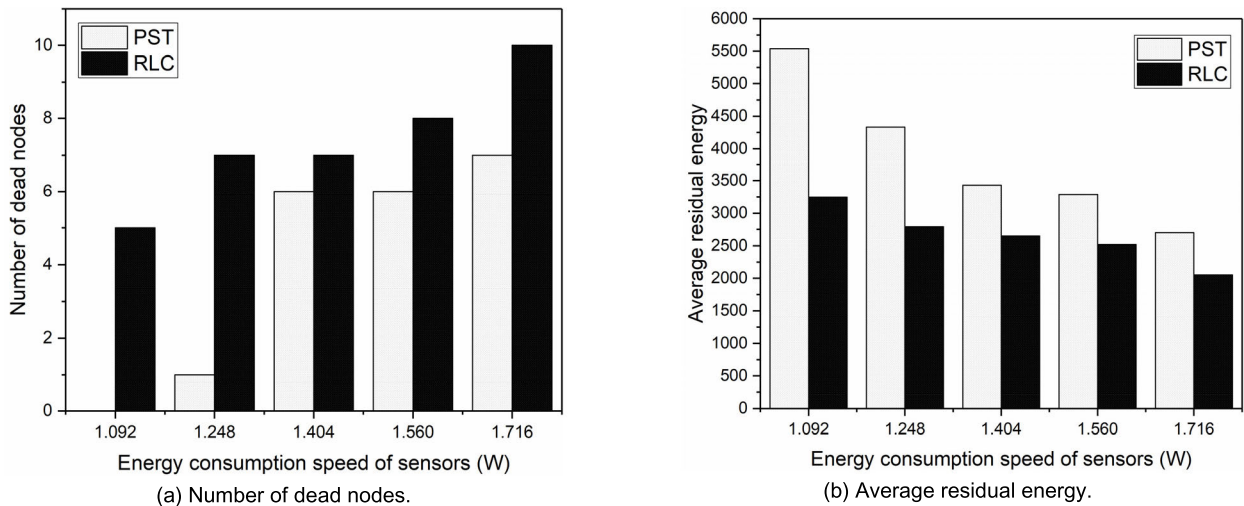 PST
RLC
10
8
6
4
2
0
Number of dead nodes
1.092 1.248 1.404 1.560 1.716
Energy consumption speed of sensors (W)
(a) Number of dead nodes.
PST
RLC
6000
5500
5000
4500
4000
3500
3000
2500
2000
1500
1000
500
0
Average residual energy
1.092 1.248 1.404 1.560 1.716
Energy consumption speed of sensors (W)
(b) Average residual energy.